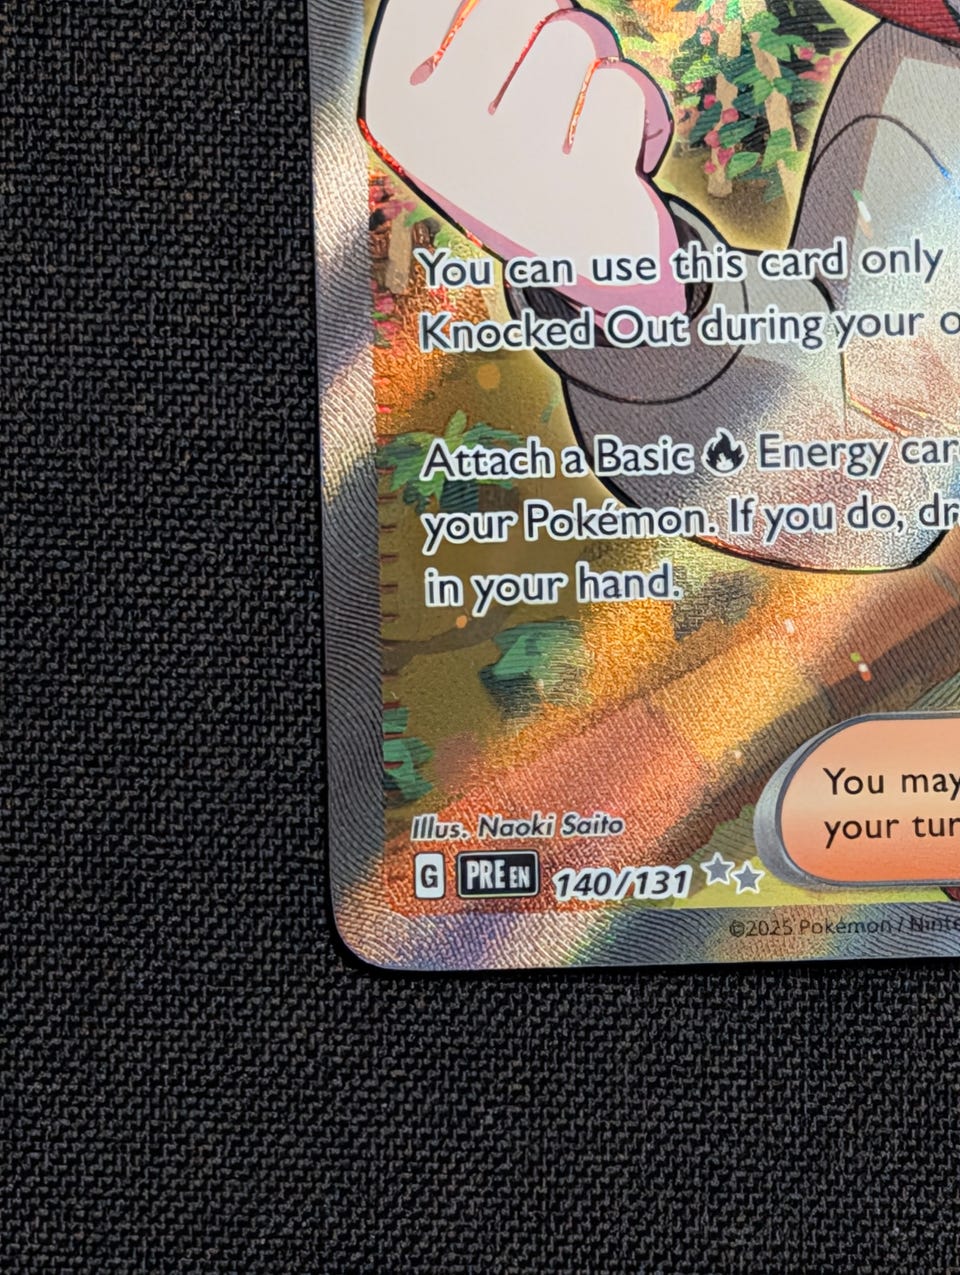 You can use this card only
Knocked Out during your o
Attach a Basic Energy car
your Pokémon. If you do, dr
in your hand.
You may
your tur
Illus. Naoki Saito
G PRE EN 140/131
©2025 Pokémon / Ninte